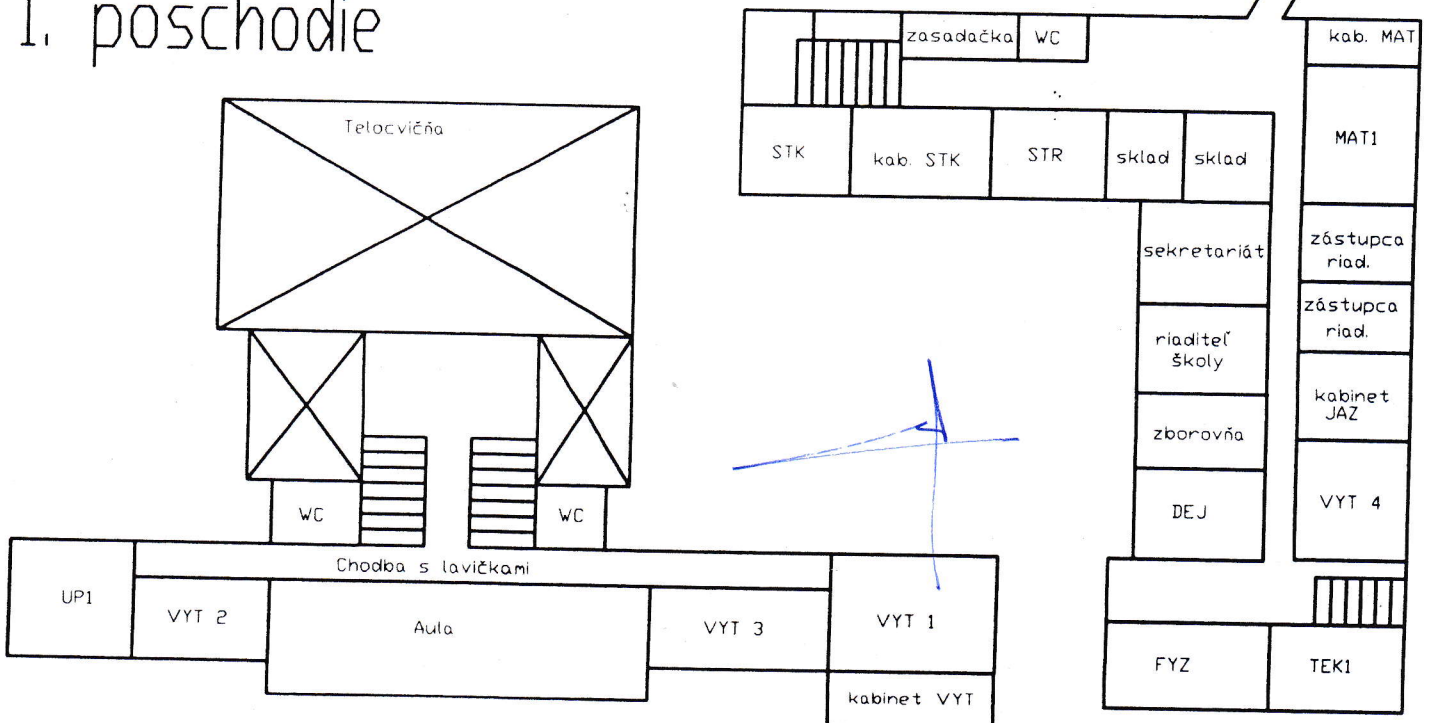 1. poschodie
zasadačka
WC
kab. MAT
Telocvičňa
STK
kab. STK
STR
sklad
sklad
MAT1
sekretariát
zástupca
riad.
zástupca
riad.
riaditeľ
školy
kabinet
JAZ
zborovňa
DEJ
VYT 4
WC
WC
Chodba s lavičkami
UP1
VYT 2
Aula
VYT 3
VYT 1
FYZ
TEK1
kabinet VYT